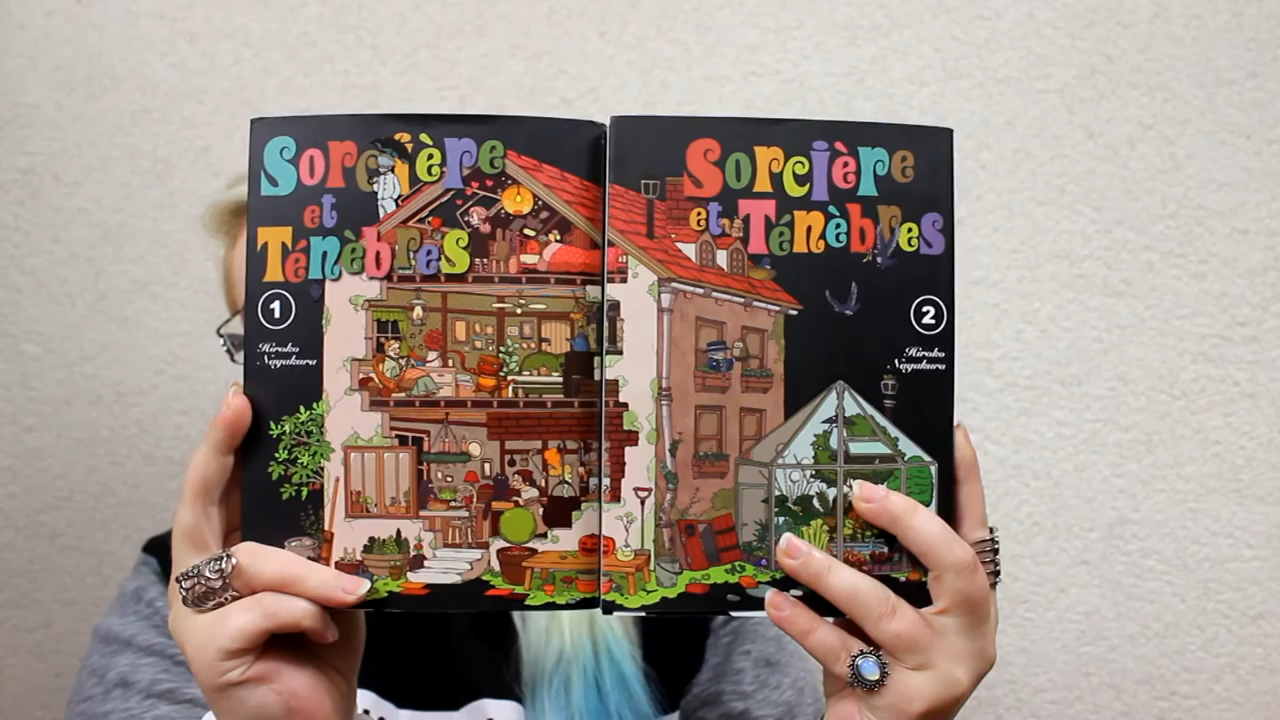 Sorcière
et
Ténèbres
1
Hiroko
Nagakura
Sorcière
et Ténèbres
2
Hiroko
Nagakura